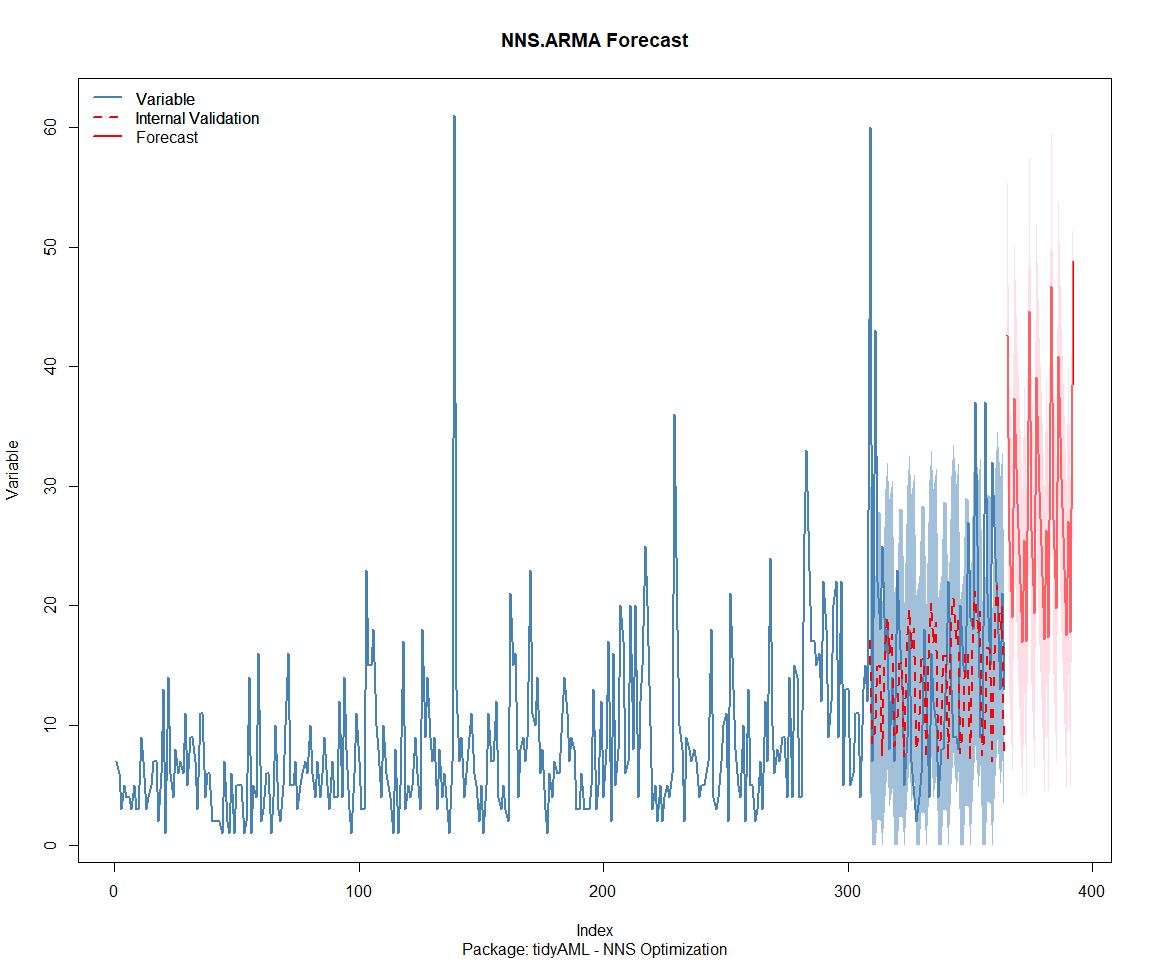 NNS.ARMA Forecast
Variable
Internal Validation
Forecast
Variable
60
50
40
30
20
10
0
0 100 200 300 400
Index
Package: tidyAML - NNS Optimization